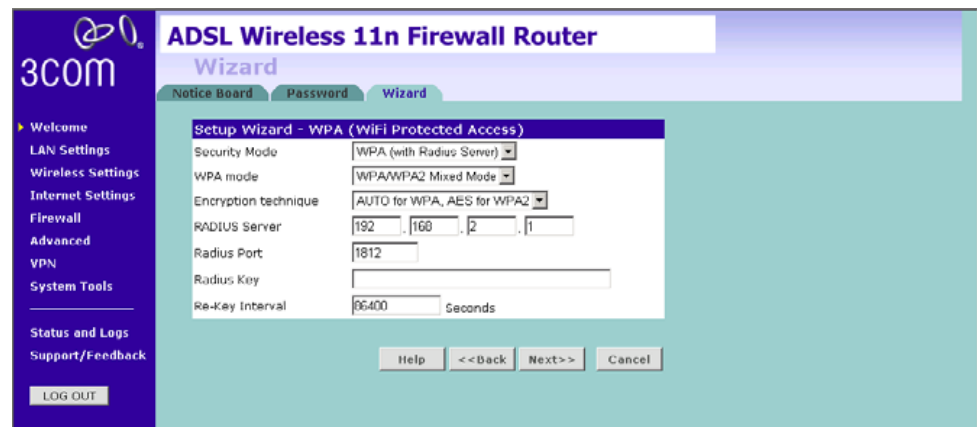 3COM
ADSL Wireless 11n Firewall Router
Wizard
Notice Board Password Wizard
Welcome
LAN Settings
Wireless Settings
Internet Settings
Firewall
Advanced
VPN
System Tools
Status and Logs
Support/Feedback
LOG OUT
Setup Wizard - WPA (WiFi Protected Access)
Security Mode WPA (with Radius Server)
WPA mode WPA/WPA2 Mixed Mode
Encryption technique AUTO for WPA, AES for WPA2
RADIUS Server 192 . 168 . 2 . 1
Radius Port 1812
Radius Key
Re-Key Interval 86400 Seconds
Help <<Back Next>> Cancel